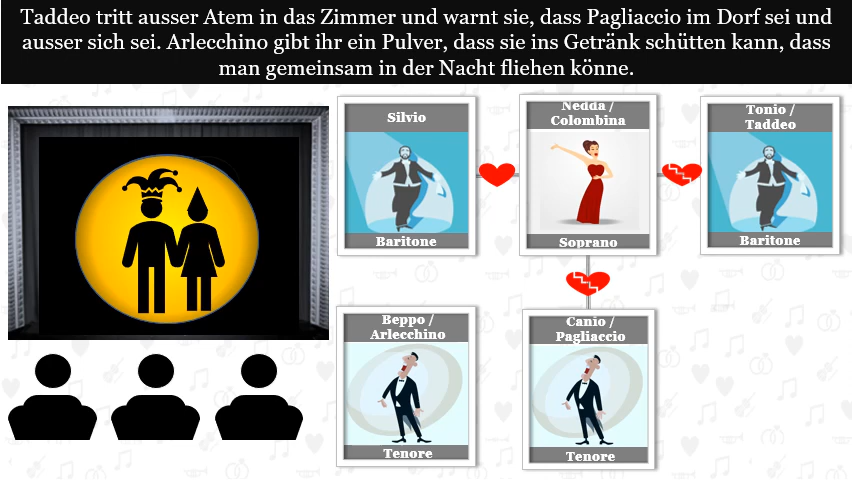 Taddeo tritt ausser Atem in das Zimmer und warnt sie, dass Pagliaccio im Dorf sei und
ausser sich sei. Arlecchino gibt ihr ein Pulver, dass sie ins Getränk schütten kann, dass
man gemeinsam in der Nacht fliehen könne.
Silvio
Baritone
Nedda /
Colombina
Soprano
Tonio /
Taddeo
Baritone
Beppo /
Arlecchino
Tenore
Canio /
Pagliaccio
Tenore